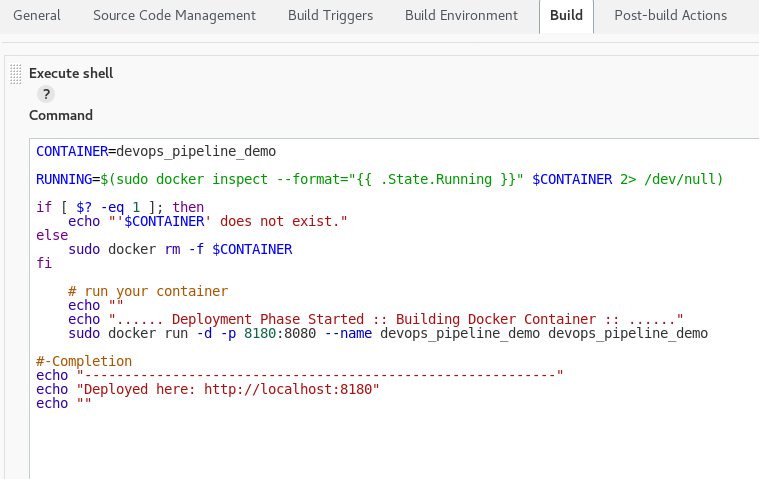 General Source Code Management Build Triggers Build Environment Build Post-build Actions
Execute shell
?
Command
CONTAINER=devops_pipeline_demo
RUNNING=$(sudo docker inspect --format="{{ .State.Running }}" $CONTAINER 2> /dev/null)
if [ $? -eq 1 ]; then
    echo "'$CONTAINER' does not exist."
else
    sudo docker rm -f $CONTAINER
fi
    # run your container
    echo ""
    echo "...... Deployment Phase Started :: Building Docker Container :: ......"
    sudo docker run -d -p 8180:8080 --name devops_pipeline_demo devops_pipeline_demo
#-Completion
echo "-----------------------------------------------------------"
echo "Deployed here: http://localhost:8180"
echo ""